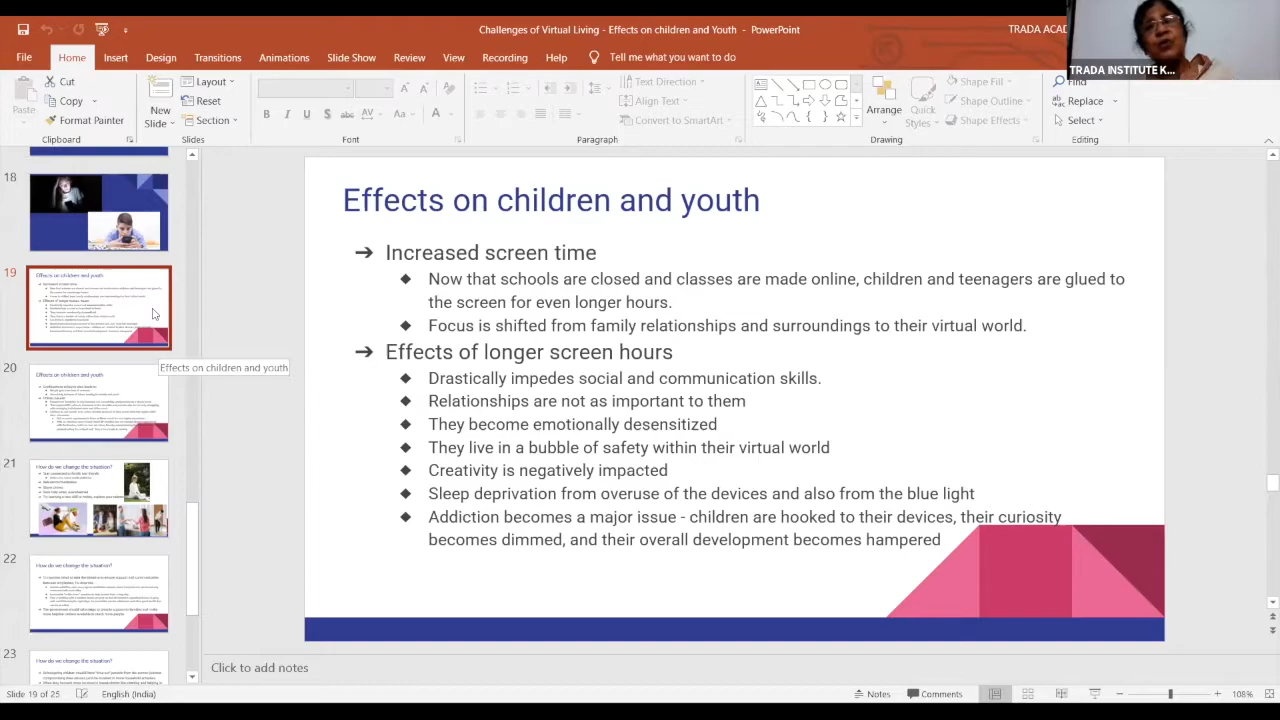 Challenges of Virtual Living - Effects on children and Youth - PowerPoint
TRADA ACAD
TRADA INSTITUTE K...
File Home Insert Design Transitions Animations Slide Show Review View Recording Help Tell me what you want to do
Cut
Copy
Format Painter
Paste
Clipboard
New Slide
Layout
Reset
Section
Slides
Font
Text Direction
Align Text
Convert to SmartArt
Paragraph
Arrange
Quick Styles
Shape Fill
Shape Outline
Shape Effects
Drawing
Find
Replace
Select
Editing
18
19
Effects on children and youth
20
Effects on children and youth
21
How do we change the situation?
22
How do we change the situation?
23
How do we change the situation?
Effects on children and youth
Effects on children and youth
➔ Increased screen time
◆ Now that schools are closed and classes are done online, children and teenagers are glued to
the screen for even longer hours.
◆ Focus is shifted from family relationships and surroundings to their virtual world.
➔ Effects of longer screen hours
◆ Drastically impedes social and communication skills.
◆ Relationships are not as important to them
◆ They become emotionally desensitized
◆ They live in a bubble of safety within their virtual world
◆ Creativity is negatively impacted
◆ Sleep deprivation from overuse of the devices and also from the blue light
◆ Addiction becomes a major issue - children are hooked to their devices, their curiosity
becomes dimmed, and their overall development becomes hampered
Click to add notes
Slide 19 of 25 English (India) Notes Comments 108%